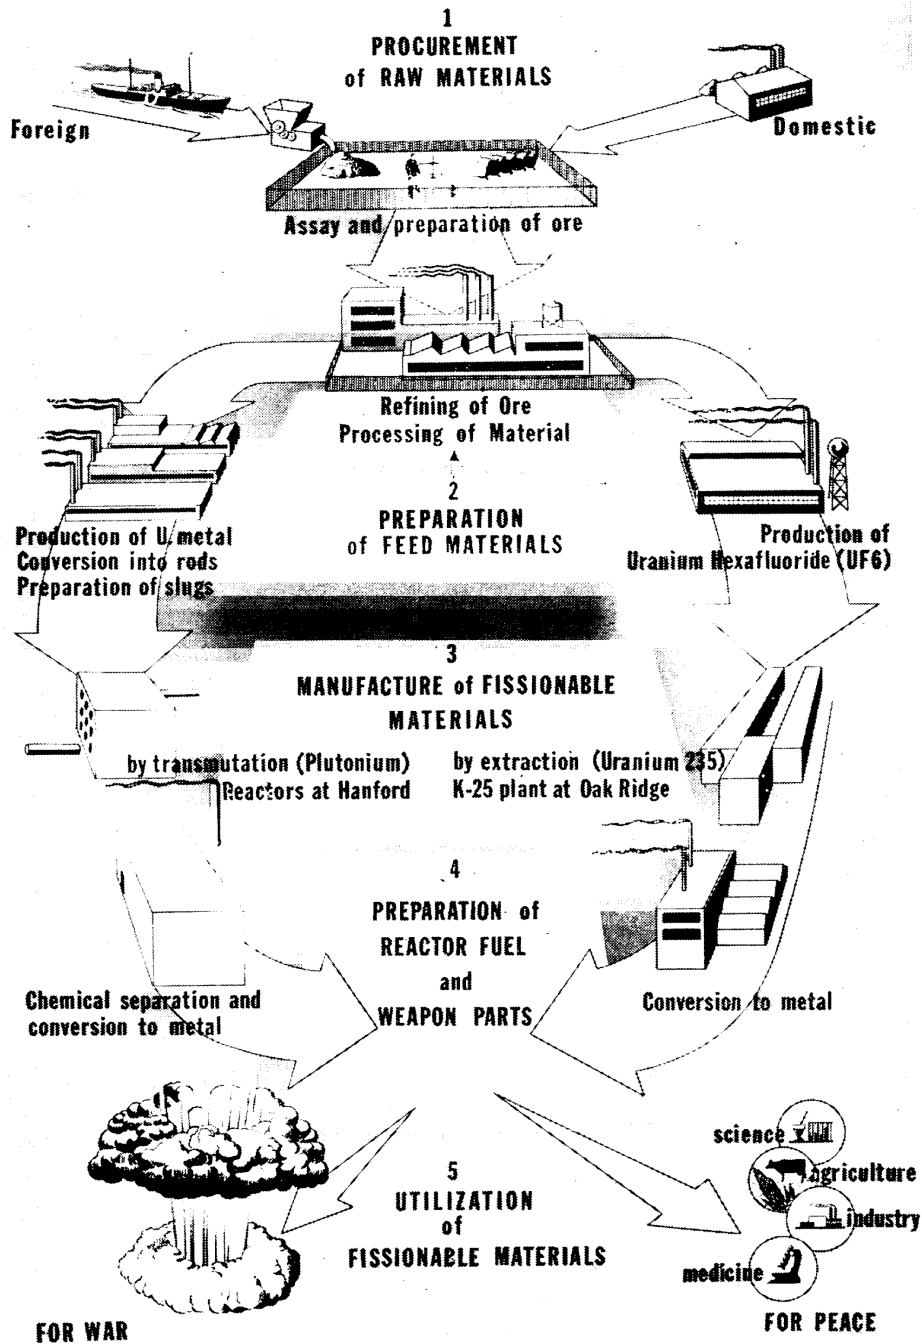 1
PROCUREMENT
of RAW MATERIALS
Foreign
Domestic
Assay and preparation of ore
Refining of Ore
Processing of Material
2
PREPARATION
of FEED MATERIALS
Production of U. metal
Conversion into rods
Preparation of slugs
Production of
Uranium Hexafluoride (UF6)
3
MANUFACTURE of FISSIONABLE
MATERIALS
by transmutation (Plutonium)
Reactors at Hanford
by extraction (Uranium 235)
K-25 plant at Oak Ridge
4
PREPARATION of
REACTOR FUEL
and
WEAPON PARTS
Chemical separation and
conversion to metal
Conversion to metal
5
UTILIZATION
of
FISSIONABLE MATERIALS
science
agriculture
industry
medicine
FOR WAR
FOR PEACE